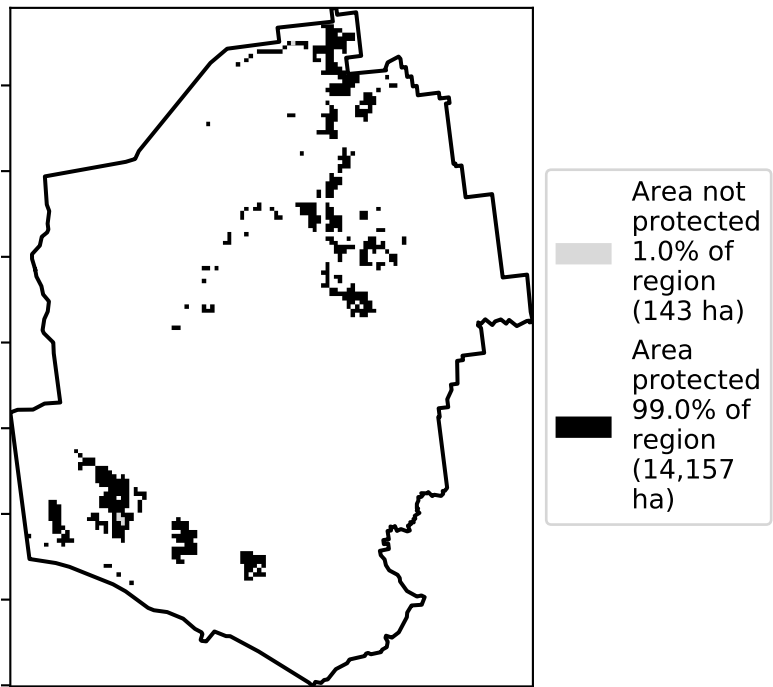 Area not
protected
1.0% of
region
(143 ha)
Area
protected
99.0% of
region
(14,157
ha)